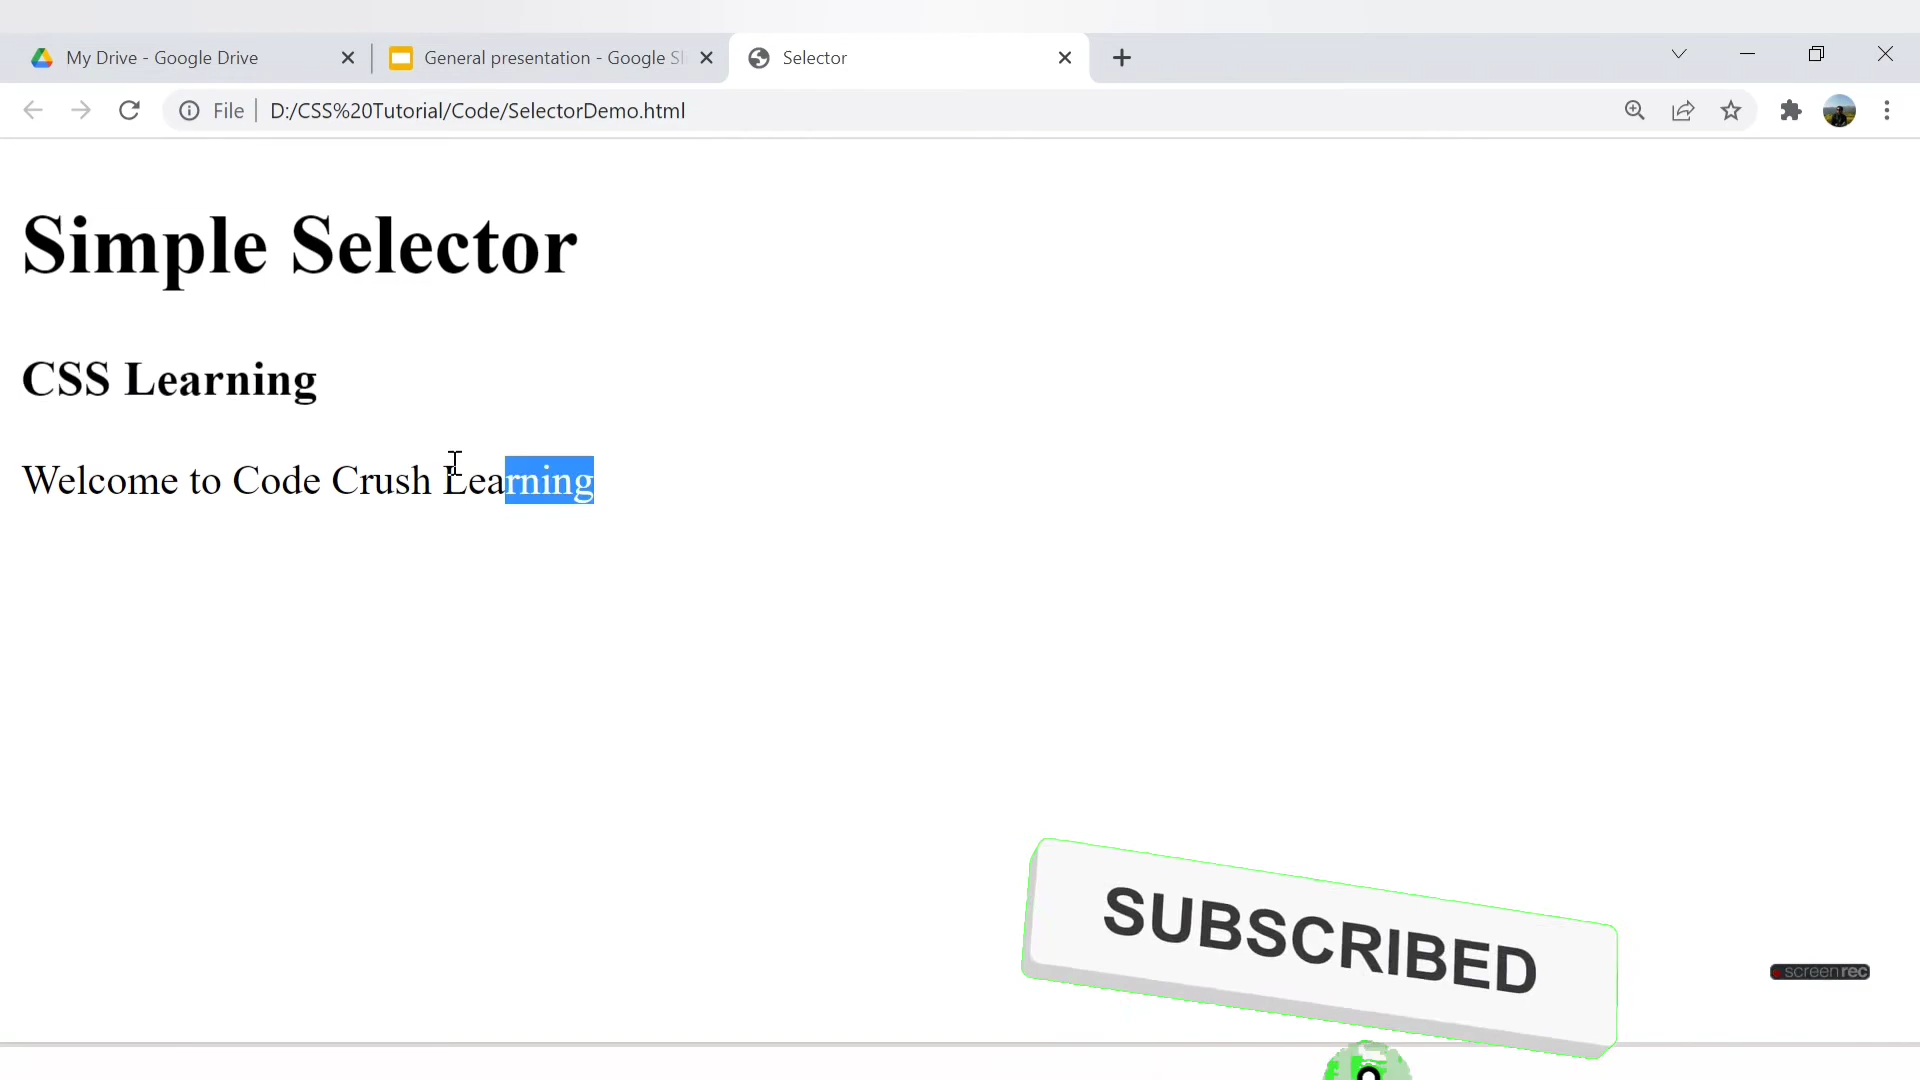 My Drive - Google Drive
General presentation - Google Sl
Selector
File
D:/CSS%20Tutorial/Code/SelectorDemo.html
Simple Selector
CSS Learning
Welcome to Code Crush Learning
SUBSCRIBED
screenrec